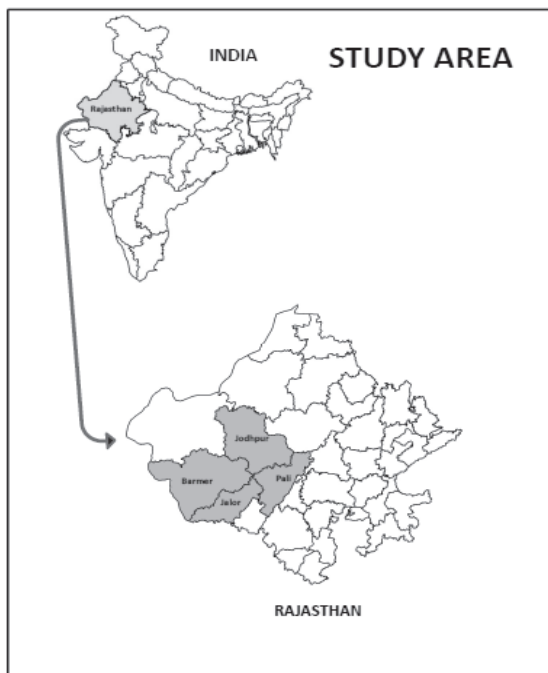 INDIA
STUDY AREA
Rajasthan
Jodhpur
Barmer
Pali
Jalor
RAJASTHAN